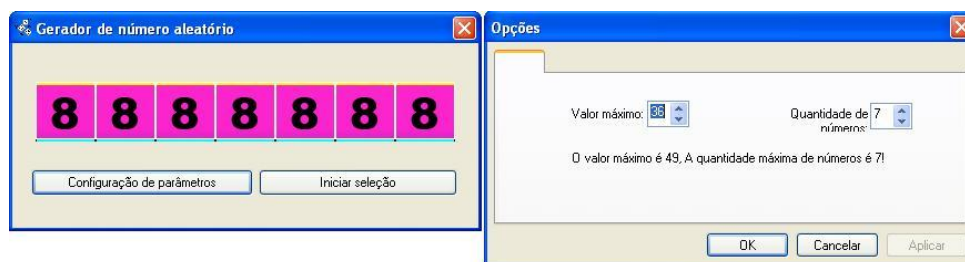 Gerador de número aleatório
8 8 8 8 8 8 8
Configuração de parâmetros
Iniciar seleção
Opções
Valor máximo: 36
Quantidade de 7
números:
O valor máximo é 49, A quantidade máxima de números é 7!
OK
Cancelar
Aplicar